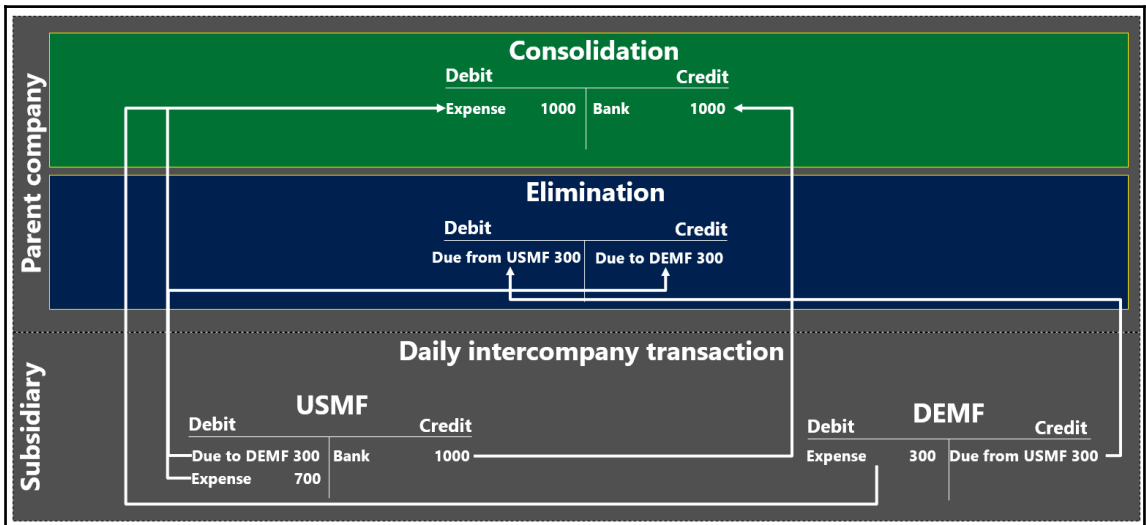 Parent company
Consolidation
Debit Credit
Expense 1000 Bank 1000
Elimination
Debit Credit
Due from USMF 300 Due to DEMF 300
Subsidiary
Daily intercompany transaction
USMF
Debit Credit
Due to DEMF 300 Bank 1000
Expense 700
DEMF
Debit Credit
Expense 300 Due from USMF 300